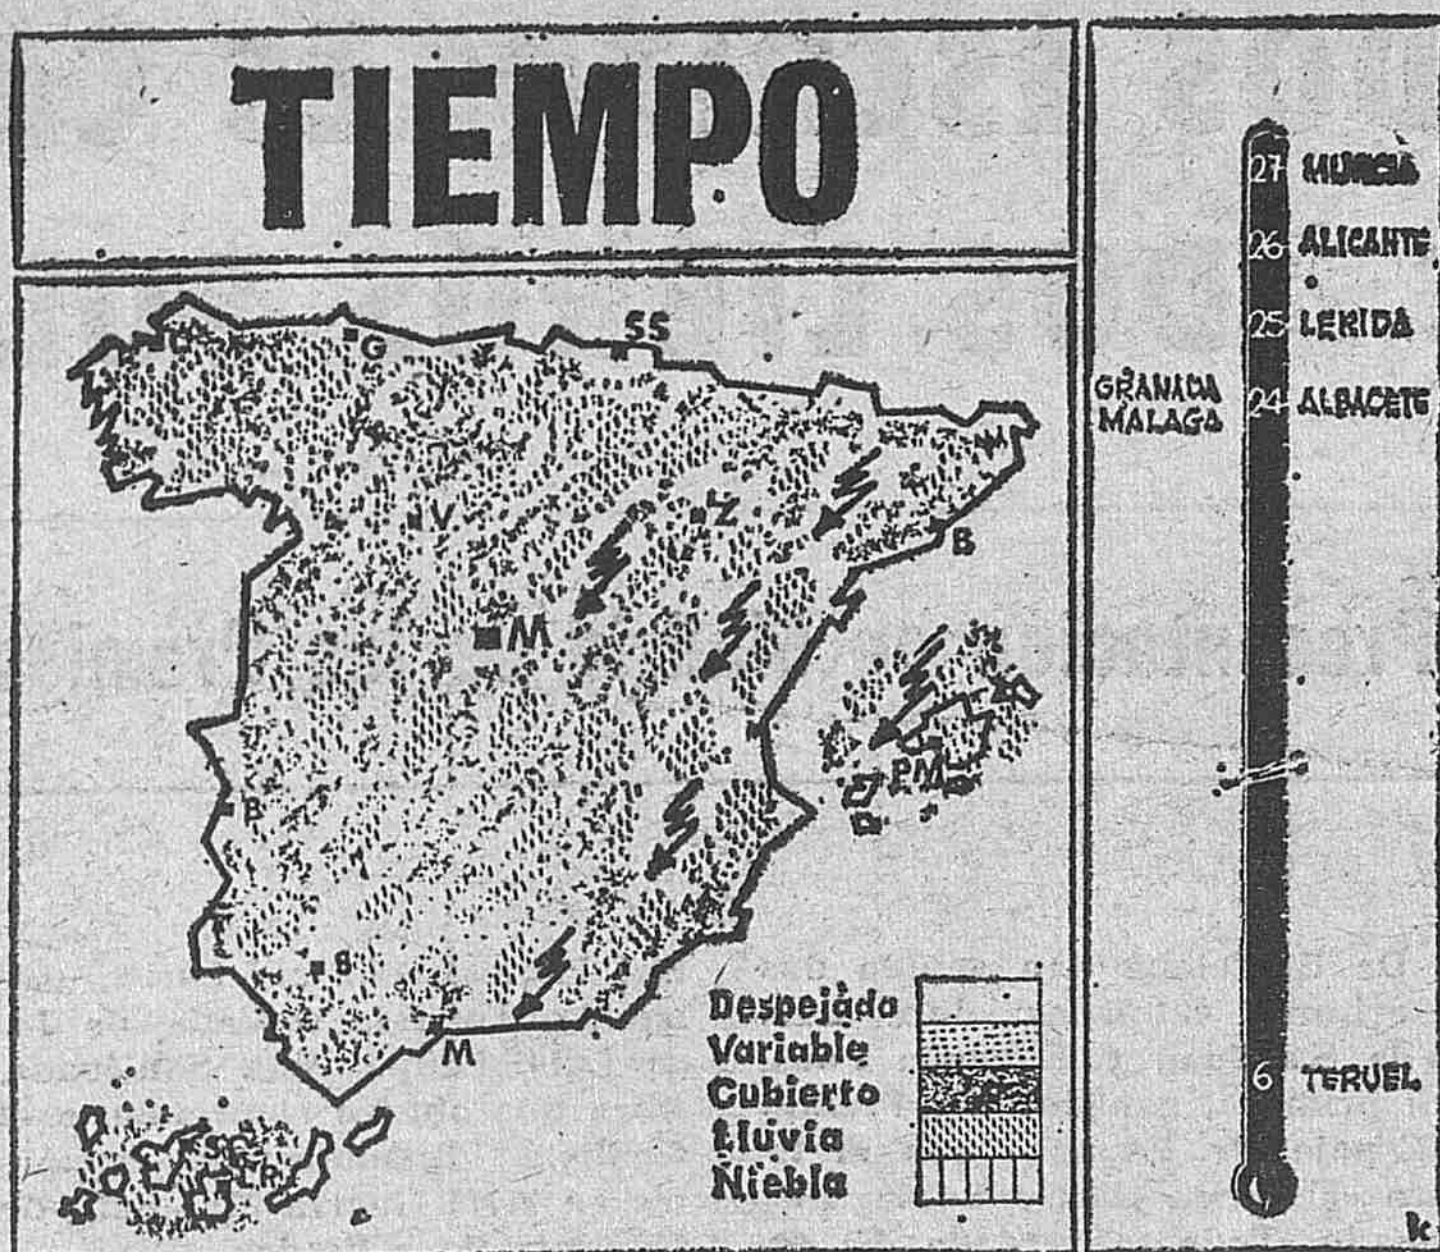 TIEMPO
SS
G
V
Z
B
M
PM
B
S
M
Despejado
Variable
Cubierto
Lluvia
Niebla
27 MURCIA
26 ALICANTE
25 LERIDA
GRANADA
MALAGA
24 ALBACETE
6 TERUEL
k